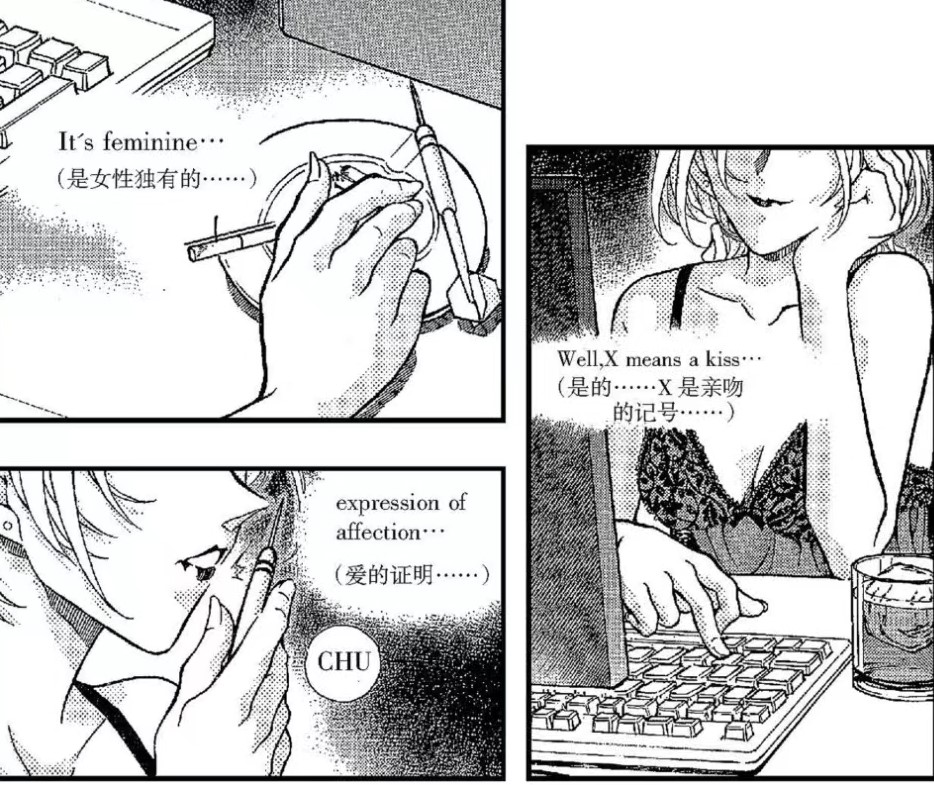 Well,X means a kiss…
(是的……X 是亲吻
的记号……)
It´s feminine…
(是女性独有的……)
expression of
affection…
(爱的证明……)
CHU